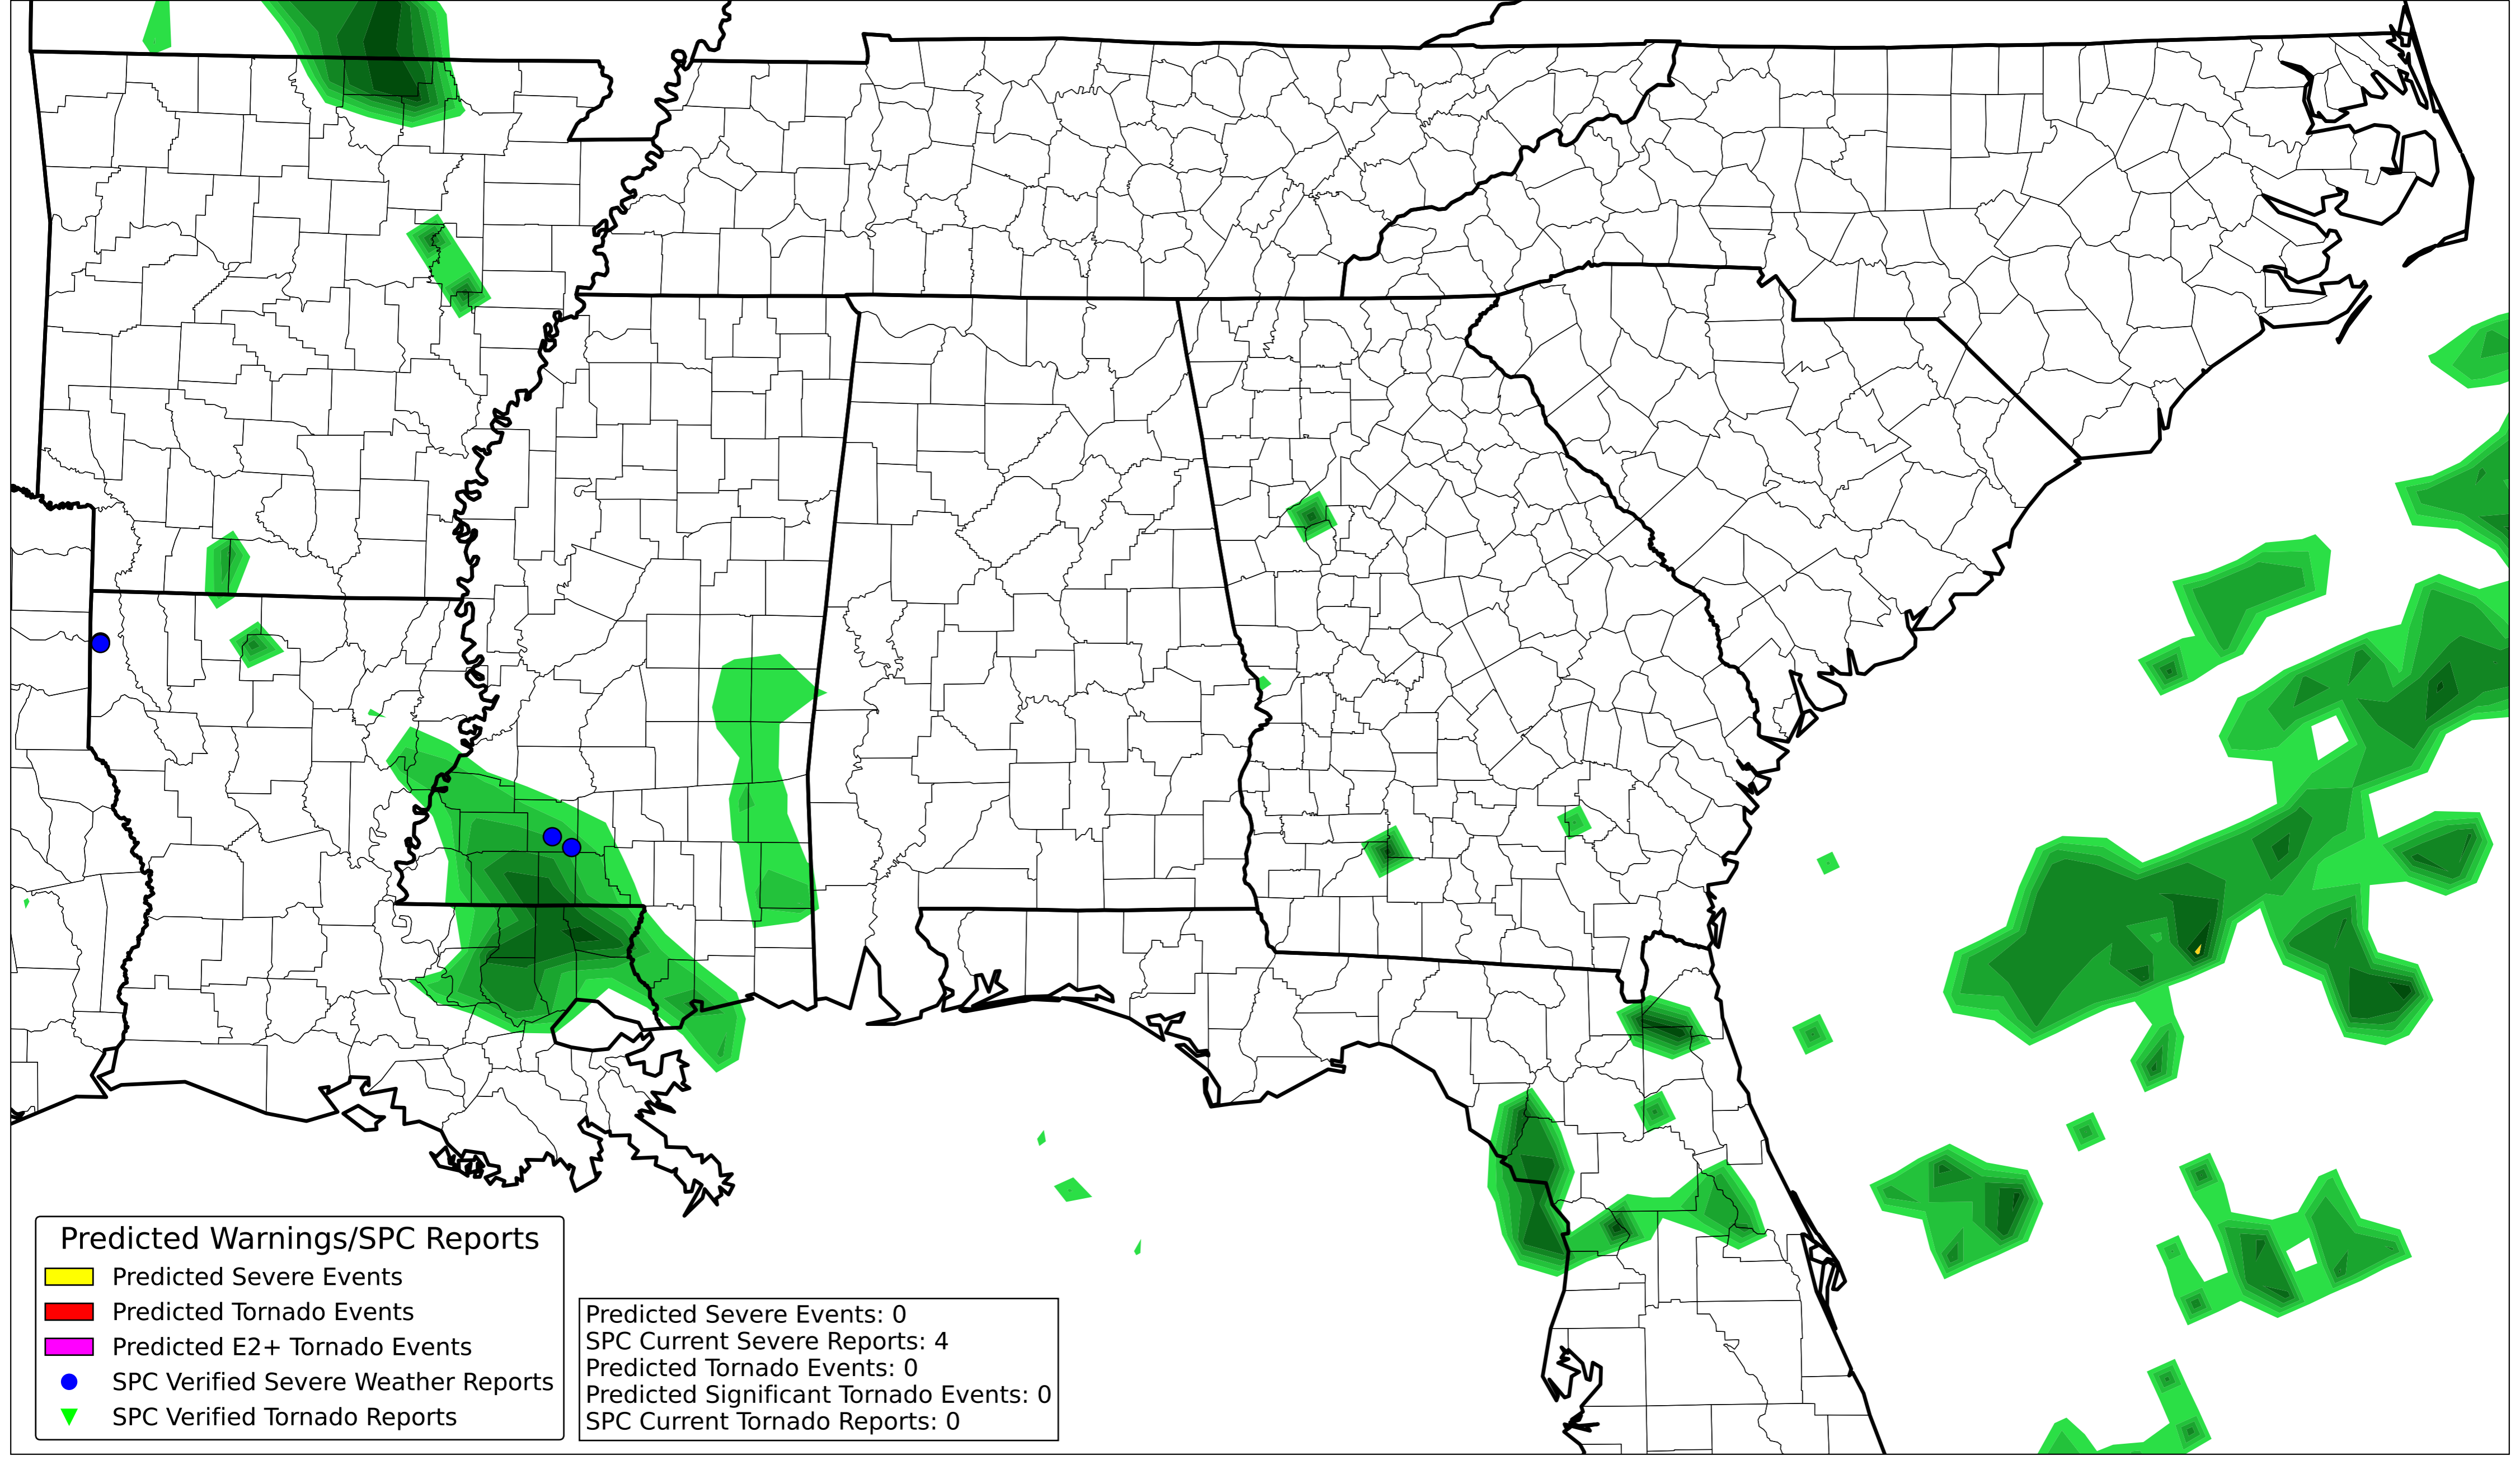 Predicted Warnings/SPC Reports
Predicted Severe Events
Predicted Tornado Events
Predicted E2+ Tornado Events
SPC Verified Severe Weather Reports
SPC Verified Tornado Reports
Predicted Severe Events: 0
SPC Current Severe Reports: 4
Predicted Tornado Events: 0
Predicted Significant Tornado Events: 0
SPC Current Tornado Reports: 0